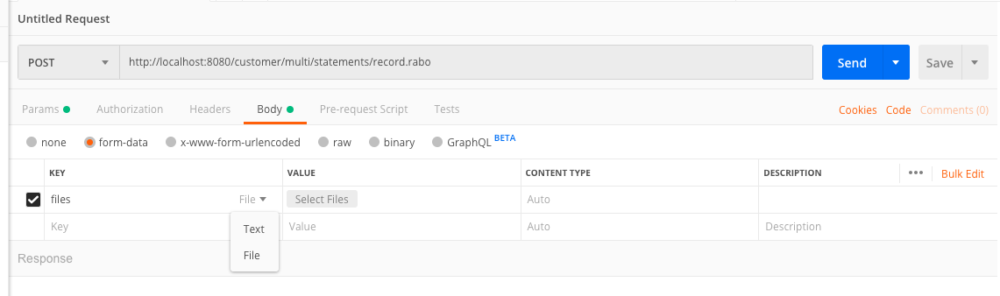 Untitled Request
POST http://localhost:8080/customer/multi/statements/record.rabo Send Save
Params Authorization Headers Body Pre-request Script Tests Cookies Code Comments (0)
none form-data x-www-form-urlencoded raw binary GraphQL BETA
KEY VALUE CONTENT TYPE DESCRIPTION ••• Bulk Edit
files File Select Files Auto
Key Value Auto Description
Text
File
Response